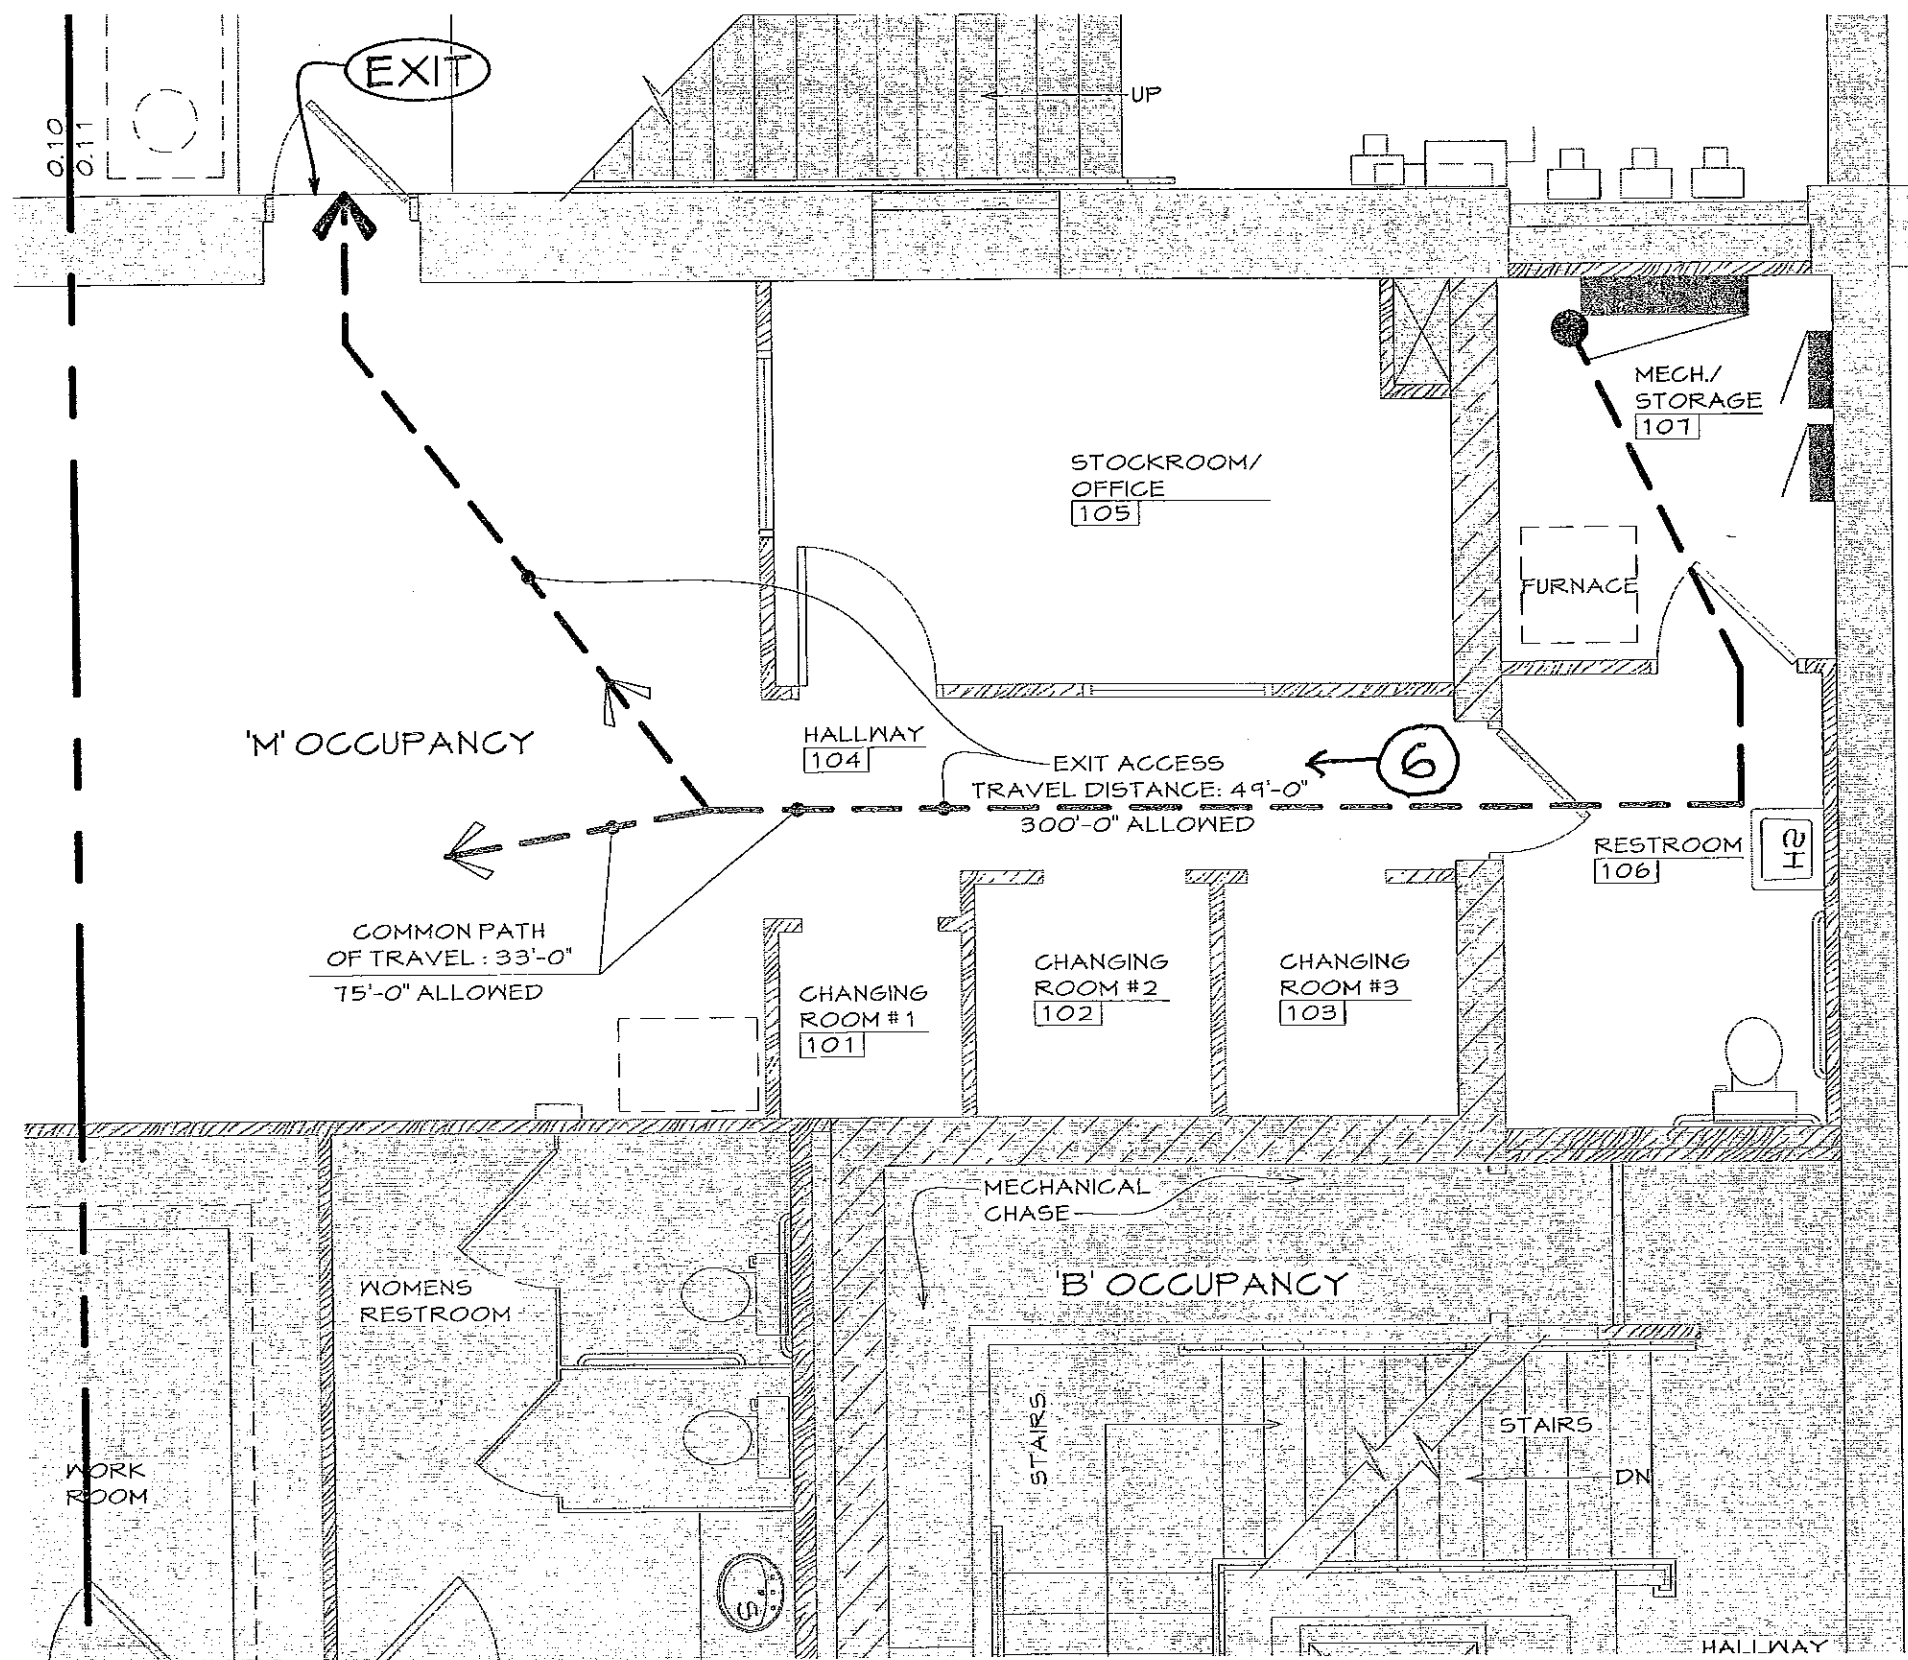 EXIT
UP
0.10
0.11
MECH./
STORAGE
107
STOCKROOM/
OFFICE
105
FURNACE
'M' OCCUPANCY
HALLWAY
104
EXIT ACCESS
TRAVEL DISTANCE: 49'-0"
300'-0" ALLOWED
6
RESTROOM
106
COMMON PATH
OF TRAVEL : 33'-0"
75'-0" ALLOWED
CHANGING
ROOM #1
101
CHANGING
ROOM #2
102
CHANGING
ROOM #3
103
MECHANICAL
CHASE
'B' OCCUPANCY
WOMENS
RESTROOM
STAIRS
STAIRS
DN
WORK
ROOM
S
HALLWAY